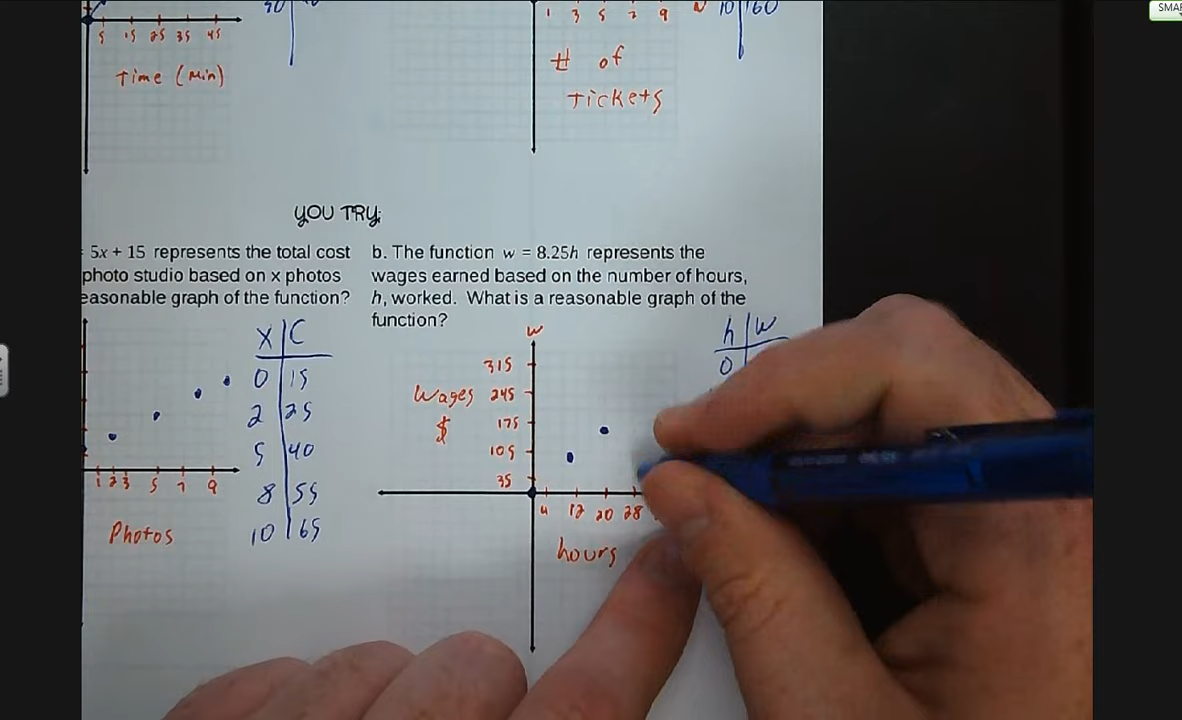 SMAR
5 15 25 35 45
Time (Min)
1 3 5 7 9
10 160
# of
Tickets
YOU TRY:
5x + 15 represents the total cost
photo studio based on x photos
easonable graph of the function?
x C
0 15
2 25
5 40
8 55
10 65
1 2 3 5 7 9
Photos
b. The function w = 8.25h represents the
wages earned based on the number of hours,
h, worked. What is a reasonable graph of the
function?
h w
0
w
Wages
$
315
245
175
105
35
4 12 20 28
hours